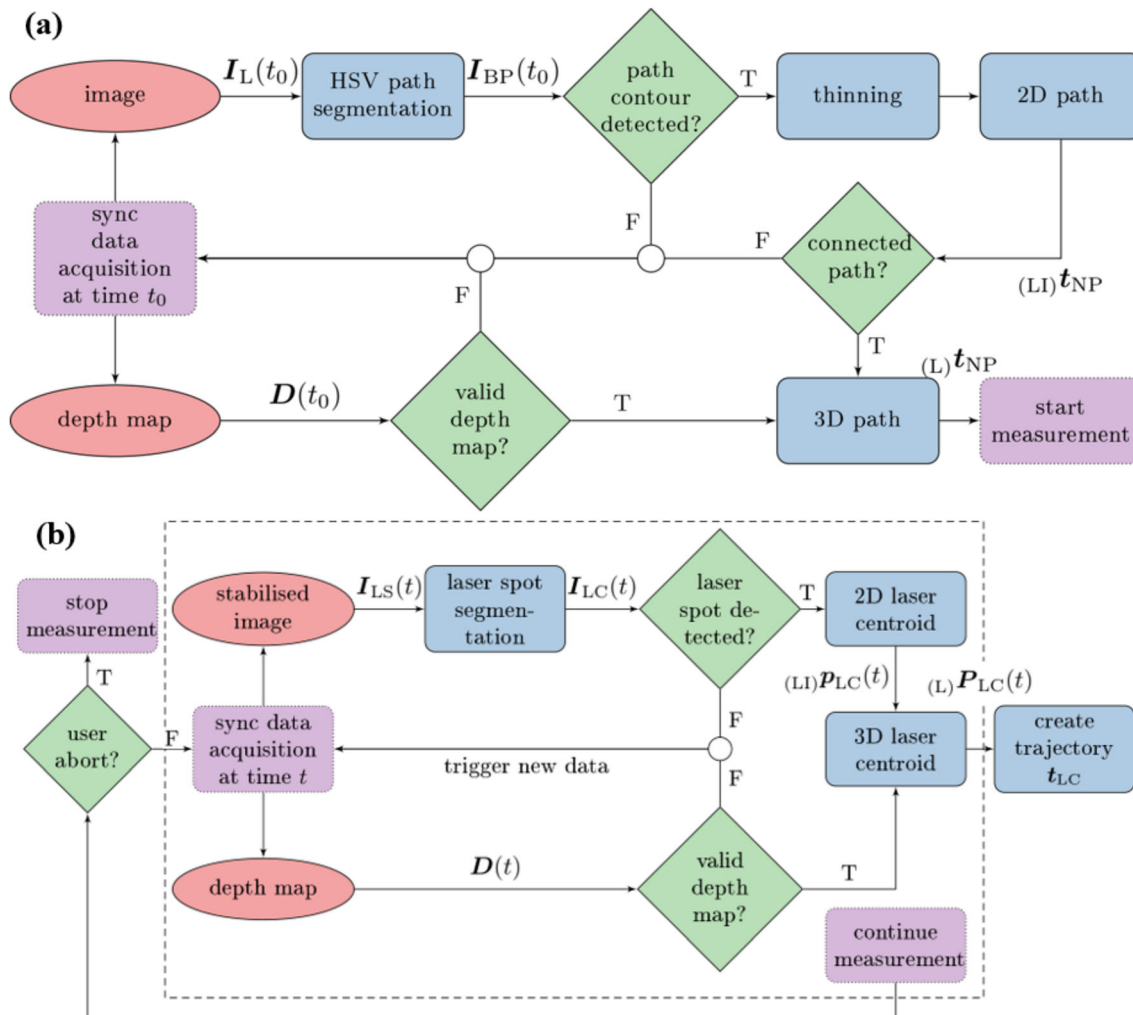 (a)
image
I_L(t_0)
HSV path
segmentation
I_BP(t_0)
path
contour
detected?
T
thinning
2D path
sync
data
acquisition
at time t_0
F
F
connected
path?
(LI)t_NP
F
T
depth map
D(t_0)
valid
depth
map?
T
3D path
(L)t_NP
start
measurement
(b)
stop
measurement
T
user
abort?
F
stabilised
image
I_LS(t)
laser spot
segmen-
tation
I_LC(t)
laser
spot de-
tected?
T
2D laser
centroid
(LI)p_LC(t)
(L)P_LC(t)
sync data
acquisition
at time t
trigger new data
F
F
3D laser
centroid
create
trajectory
t_LC
depth map
D(t)
valid
depth
map?
T
continue
measurement